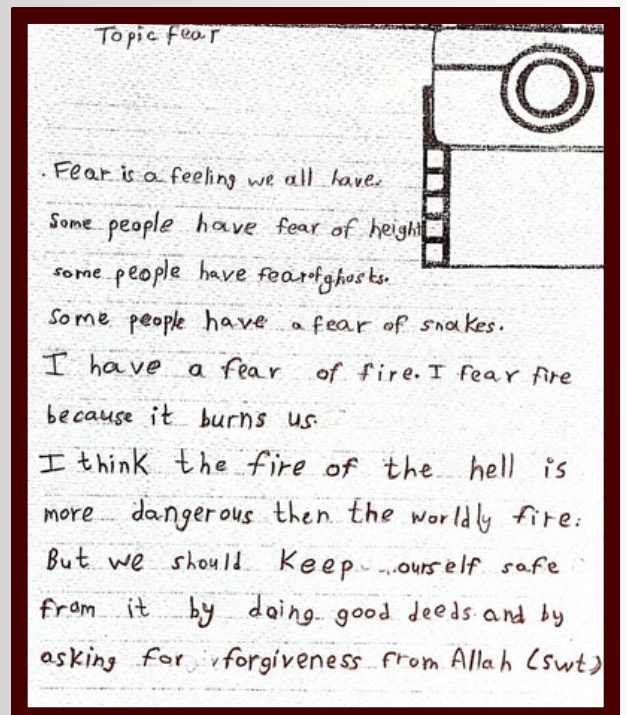 Topic fear
. Fear is a feeling we all have.
Some people have fear of height
some people have fear of ghosts.
Some people have a fear of snakes.
I have a fear of fire. I fear fire
because it burns us.
I think the fire of the hell is
more dangerous then the worldly fire.
But we should keep ourself safe
from it by doing good deeds and by
asking for forgiveness from Allah (swt)